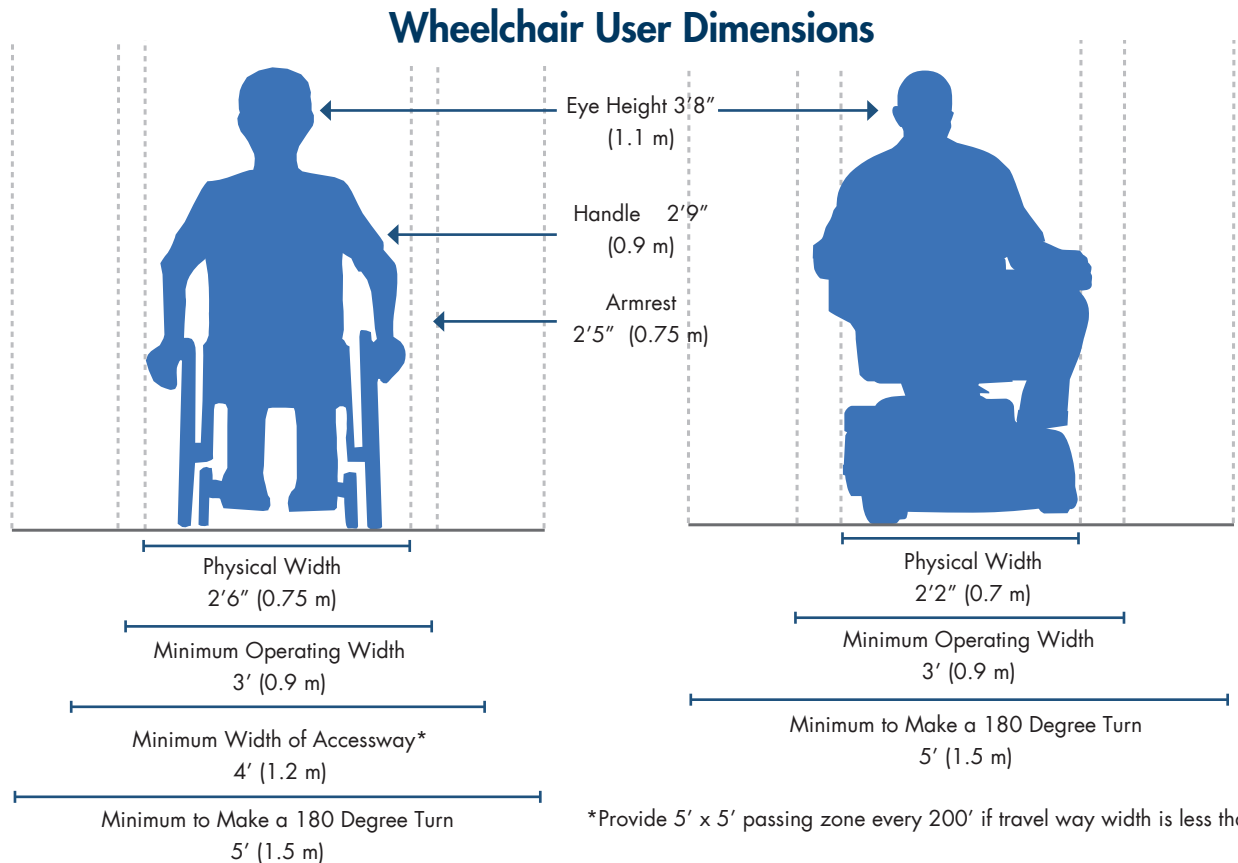 Wheelchair User Dimensions
Eye Height 3’8”
(1.1 m)
Handle 2’9”
(0.9 m)
Armrest
2’5” (0.75 m)
Physical Width
2’6” (0.75 m)
Minimum Operating Width
3’ (0.9 m)
Minimum Width of Accessway*
4’ (1.2 m)
Minimum to Make a 180 Degree Turn
5’ (1.5 m)
Physical Width
2’2” (0.7 m)
Minimum Operating Width
3’ (0.9 m)
Minimum to Make a 180 Degree Turn
5’ (1.5 m)
*Provide 5’ x 5’ passing zone every 200’ if travel way width is less